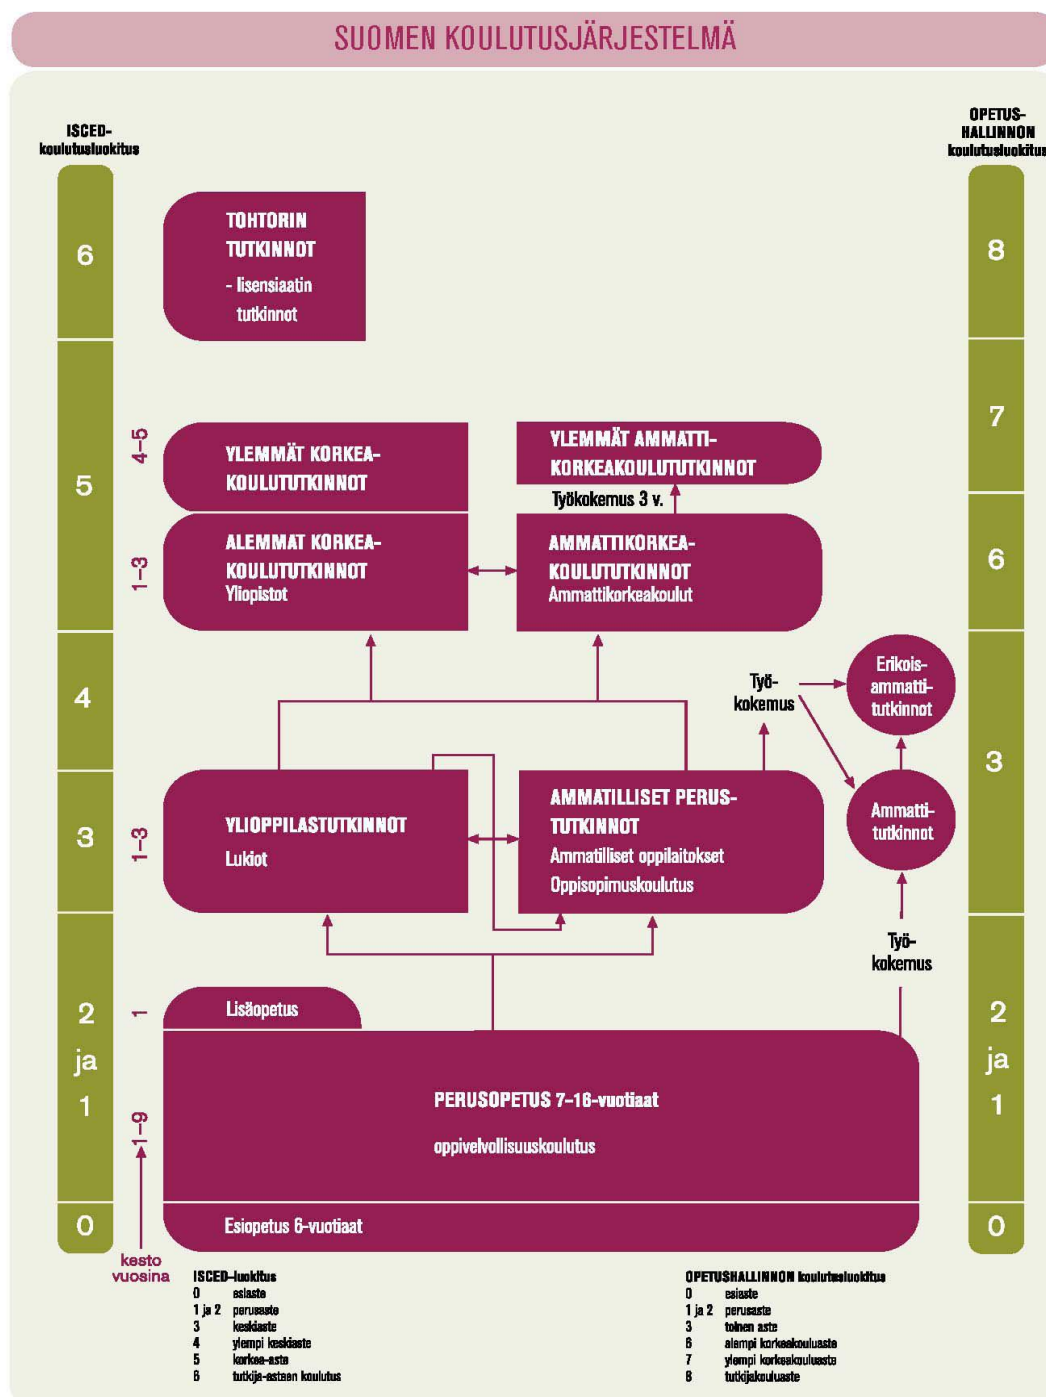 SUOMEN KOULUTUSJÄRJESTELMÄ
ISCED-
koulutusluokitus
OPETUS-
HALLINNON
koulutusluokitus
6
5
4
3
2
ja
1
0
8
7
6
3
2
ja
1
0
TOHTORIN
TUTKINNOT
- lisensiaatin
tutkinnot
4–5
YLEMMÄT KORKEA-
KOULUTUTKINNOT
YLEMMÄT AMMATTI-
KORKEAKOULUTUTKINNOT
Työkokemus 3 v.
1–3
ALEMMAT KORKEA-
KOULUTUTKINNOT
Yliopistot
AMMATTIKORKEA-
KOULUTUTKINNOT
Ammattikorkeakoulut
Työ-
kokemus
Erikois-
ammatti-
tutkinnot
1–3
YLIOPPILASTUTKINNOT
Lukiot
AMMATILLISET PERUS-
TUTKINNOT
Ammatilliset oppilaitokset
Oppisopimuskoulutus
Ammatti-
tutkinnot
Työ-
kokemus
1
Lisäopetus
1–9
PERUSOPETUS 7–16-vuotiaat
oppivelvollisuuskoulutus
Esiopetus 6-vuotiaat
kesto
vuosina
ISCED–luokitus
0 esiaste
1 ja 2 perusaste
3 keskiaste
4 ylempi keskiaste
5 korkea-aste
6 tutkija-asteen koulutus
OPETUSHALLINNON koulutusluokitus
0 esiaste
1 ja 2 perusaste
3 toinen aste
6 alempi korkeakouluaste
7 ylempi korkeakouluaste
8 tutkijakouluaste